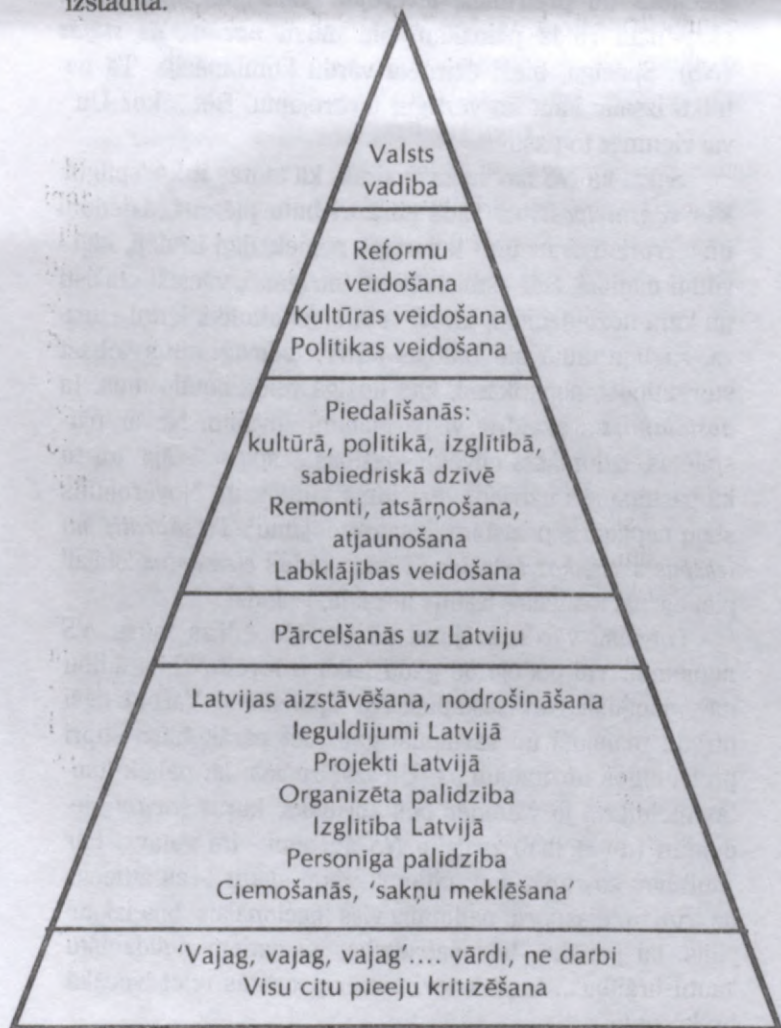 izstādītā.
Valsts
vadība
Reformu
veidošana
Kultūras veidošana
Politikas veidošana
Piedalīšanās:
kultūrā, politikā, izglītībā,
sabiedriskā dzīvē
Remonti, atsārņošana,
atjaunošana
Labklājības veidošana
Pārcelšanās uz Latviju
Latvijas aizstāvēšana, nodrošināšana
Ieguldījumi Latvijā
Projekti Latvijā
Organizēta palīdzība
Izglītība Latvijā
Personīga palīdzība
Ciemošanās, ‘sakņu meklēšana’
‘Vajag, vajag, vajag ..... vārdi, ne darbi
Visu citu pieeju kritizēšana